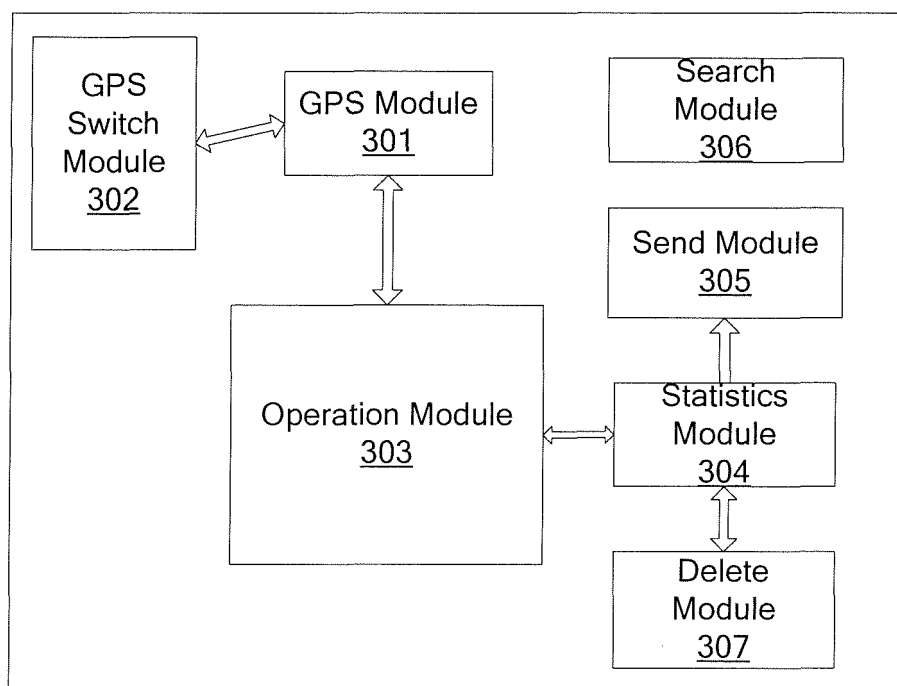 GPS
Switch
Module
302
GPS Module
301
Search
Module
306
Send Module
305
Operation Module
303
Statistics
Module
304
Delete
Module
307